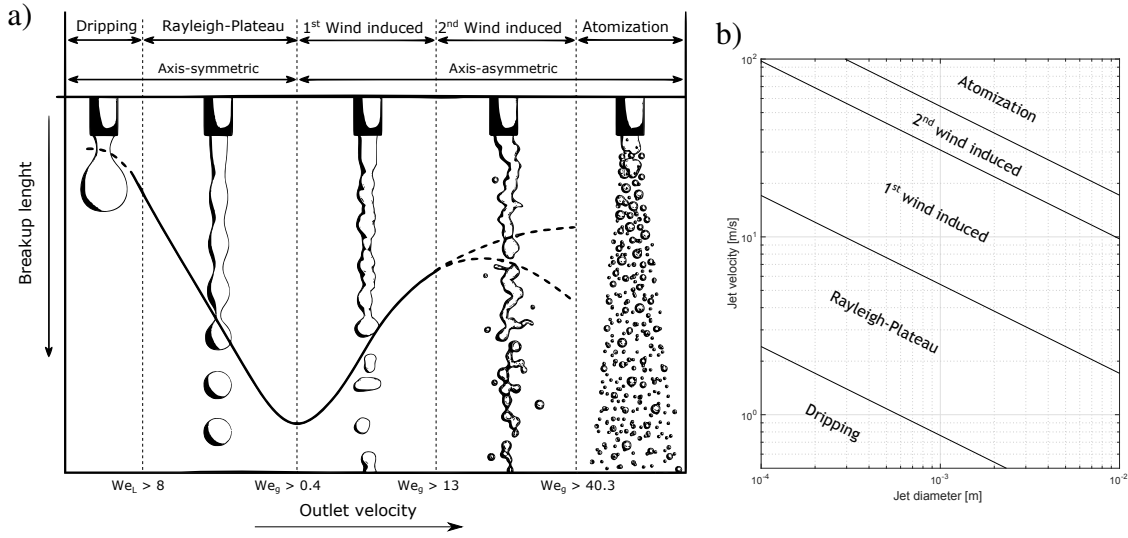 a)
Dripping Rayleigh-Plateau 1st Wind induced 2nd Wind induced Atomization
Axis-symmetric Axis-asymmetric
Breakup lenght
WeL > 8 Weg > 0.4 Weg > 13 Weg > 40.3
Outlet velocity
b)
10^2
10^1
10^0
Jet velocity [m/s]
Atomization
2nd wind induced
1st wind induced
Rayleigh-Plateau
Dripping
10^-4 10^-3 10^-2
Jet diameter [m]